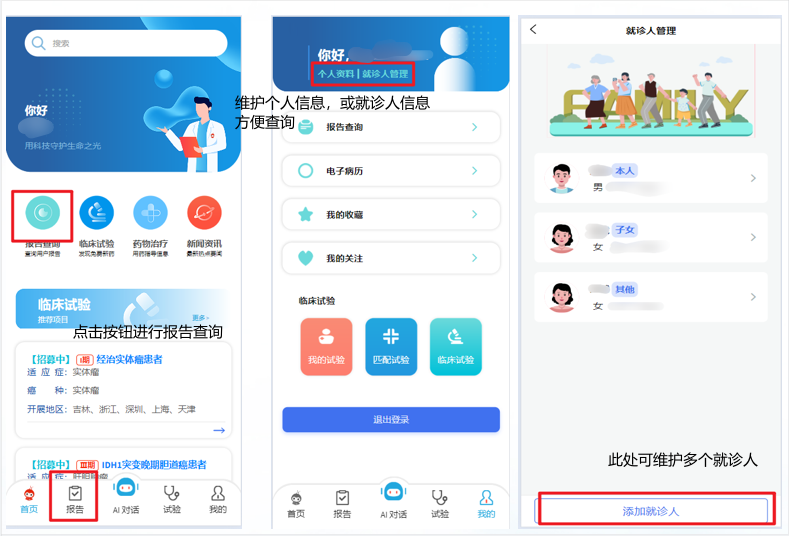 搜索
你好
用科技守护生命之光
报告查询
临床试验
药物治疗
新闻资讯
查询用户报告
发现免费新药
用药指导信息
最新热点要闻
临床试验
推荐项目
更多>
点击按钮进行报告查询
【招募中】 I期 经治实体瘤患者
适 应 症： 实体瘤
癌 种： 实体瘤
开展地区： 吉林、浙江、深圳、上海、天津
【招募中】 III期 IDH1突变晚期胆道癌患者
适 应 症： 胆胆肿瘤
首页
报告
AI 对话
试验
我的
你好，
个人资料 | 就诊人管理
维护个人信息，或就诊人信息
方便查询
报告查询
电子病历
我的收藏
我的关注
临床试验
我的试验
匹配试验
临床试验
退出登录
首页
报告
AI 对话
试验
我的
就诊人管理
FAMILY
本人
男
子女
女
其他
女
此处可维护多个就诊人
添加就诊人